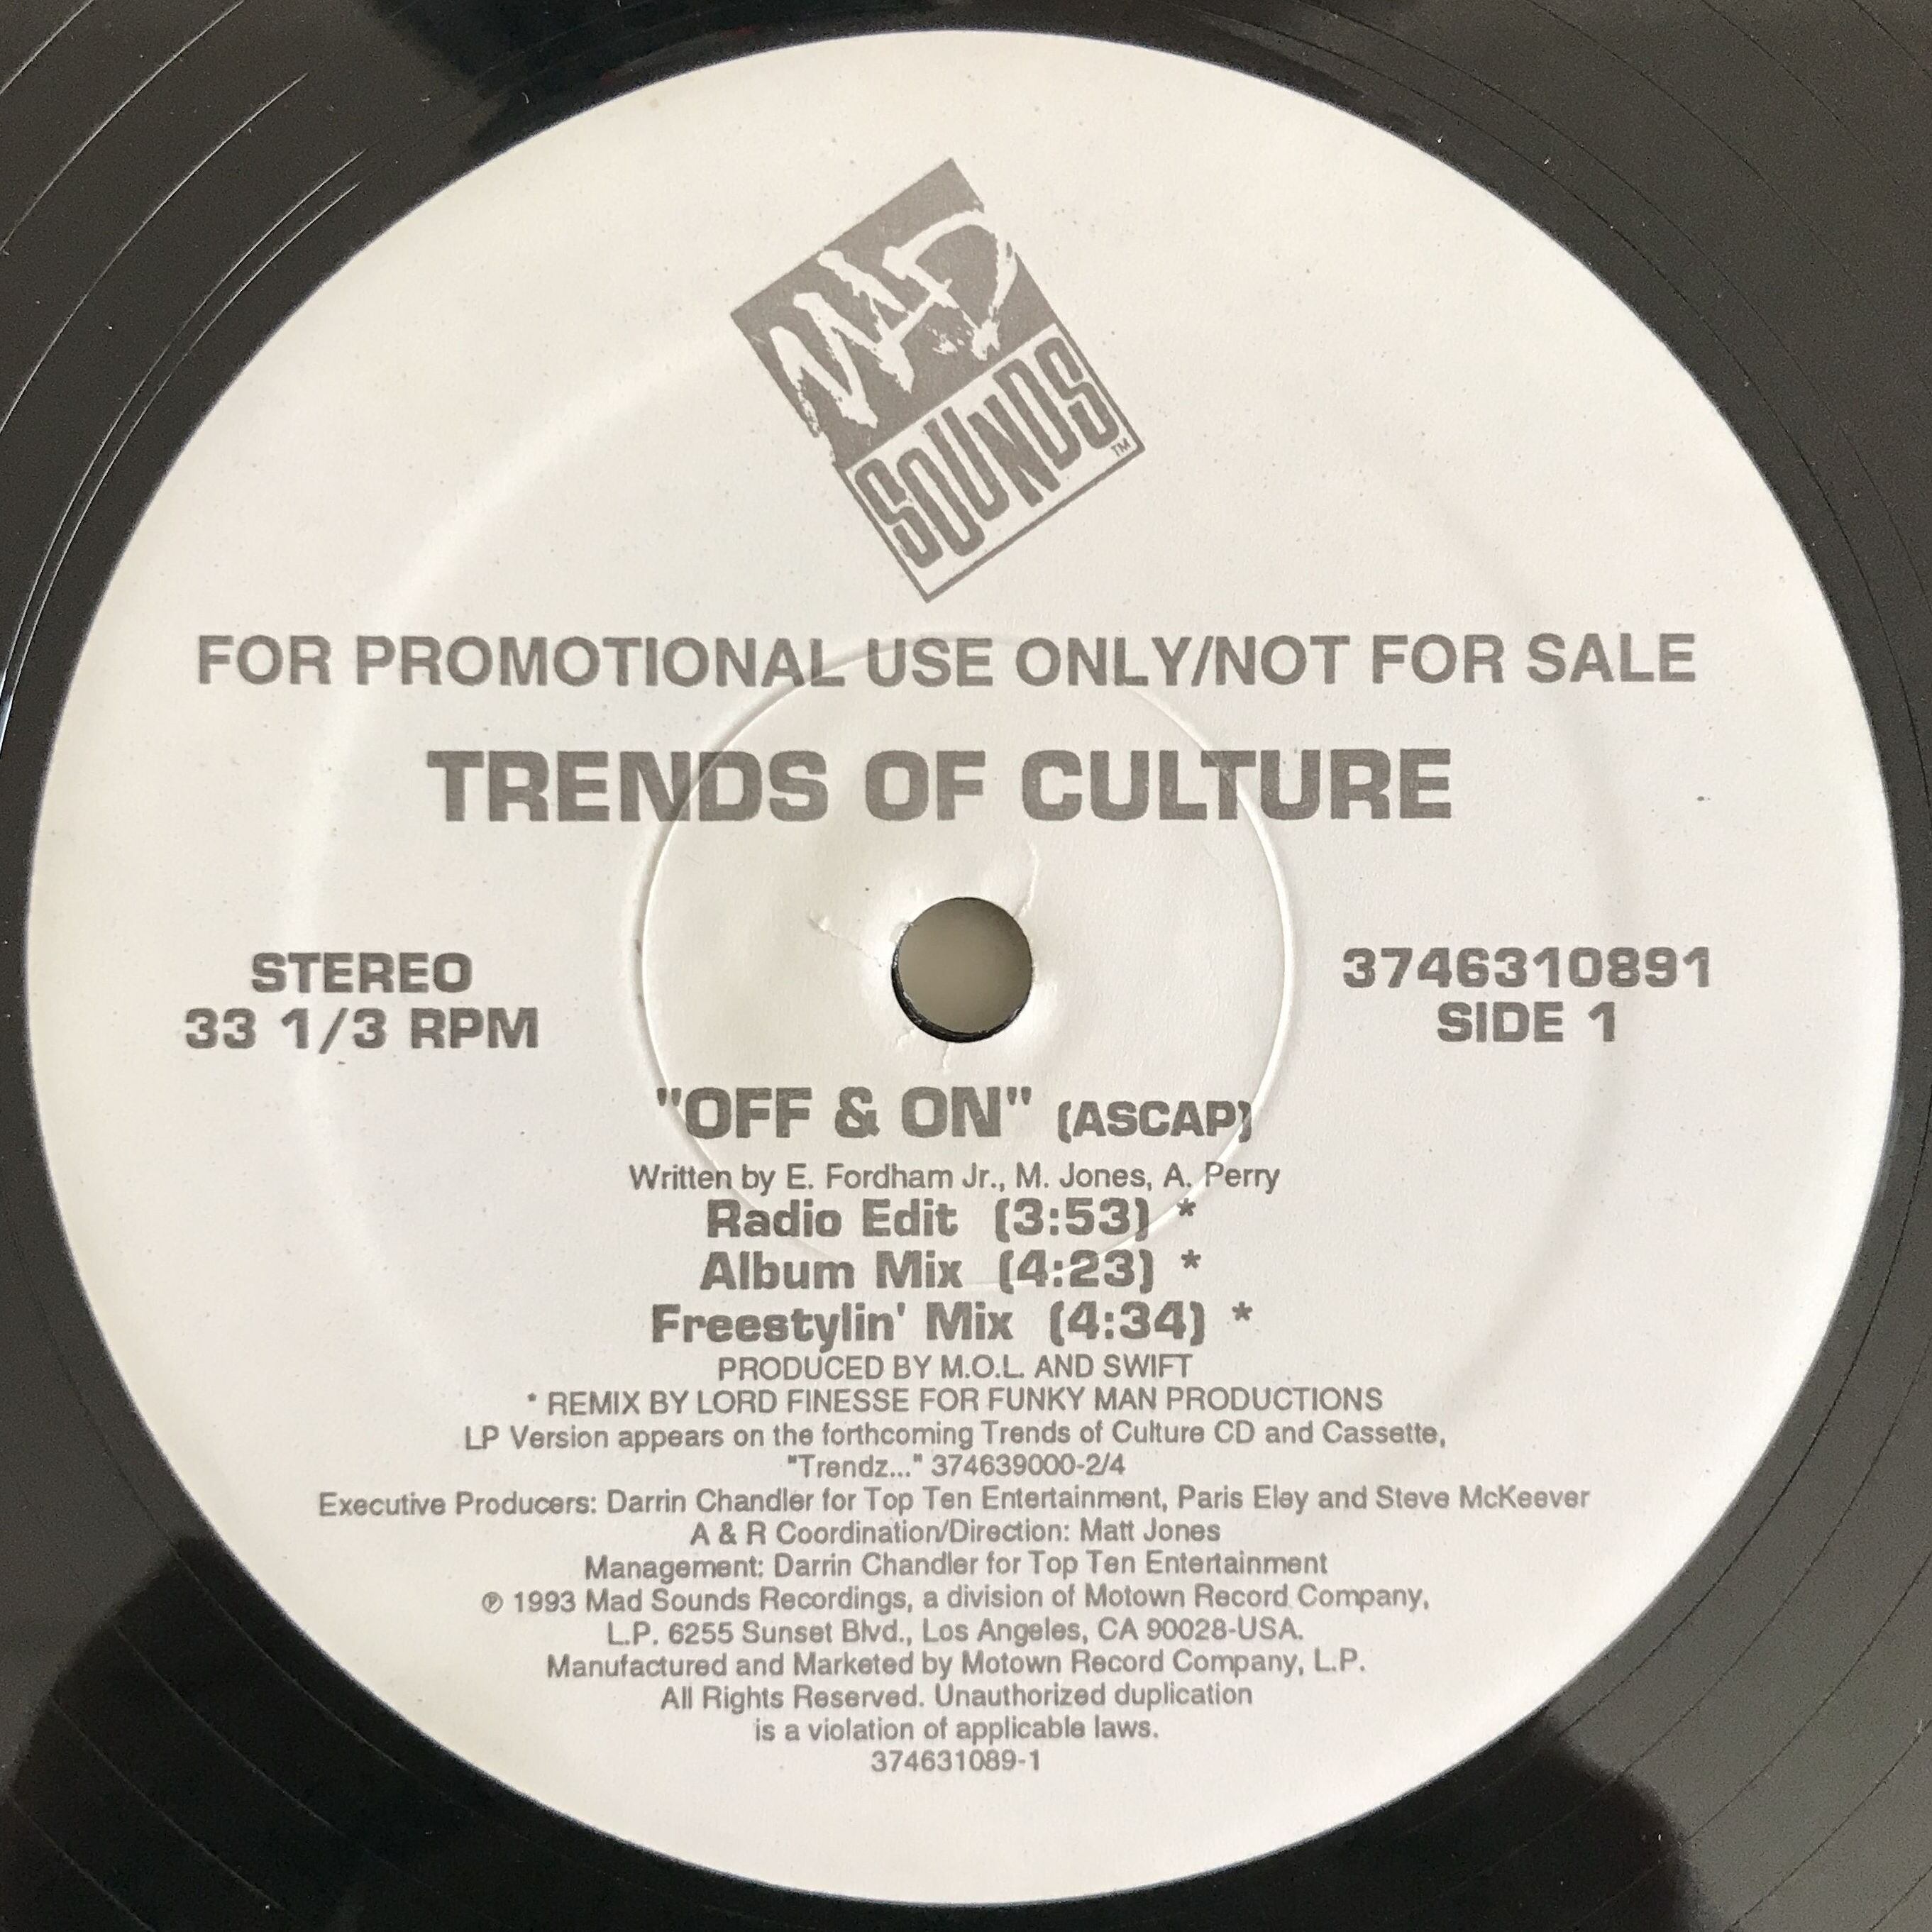 MAD
SOUNDS™
FOR PROMOTIONAL USE ONLY/NOT FOR SALE
TRENDS OF CULTURE
STEREO
33 1/3 RPM
3746310891
SIDE 1
"OFF & ON" (ASCAP)
Written by E. Fordham Jr., M. Jones, A. Perry
Radio Edit (3:53) *
Album Mix (4:23) *
Freestylin' Mix (4:34) *
PRODUCED BY M.O.L. AND SWIFT
* REMIX BY LORD FINESSE FOR FUNKY MAN PRODUCTIONS
LP Version appears on the forthcoming Trends of Culture CD and Cassette,
"Trendz..." 374639000-2/4
Executive Producers: Darrin Chandler for Top Ten Entertainment, Paris Eley and Steve McKeever
A & R Coordination/Direction: Matt Jones
Management: Darrin Chandler for Top Ten Entertainment
℗ 1993 Mad Sounds Recordings, a division of Motown Record Company,
L.P. 6255 Sunset Blvd., Los Angeles, CA 90028-USA.
Manufactured and Marketed by Motown Record Company, L.P.
All Rights Reserved. Unauthorized duplication
is a violation of applicable laws.
374631089-1